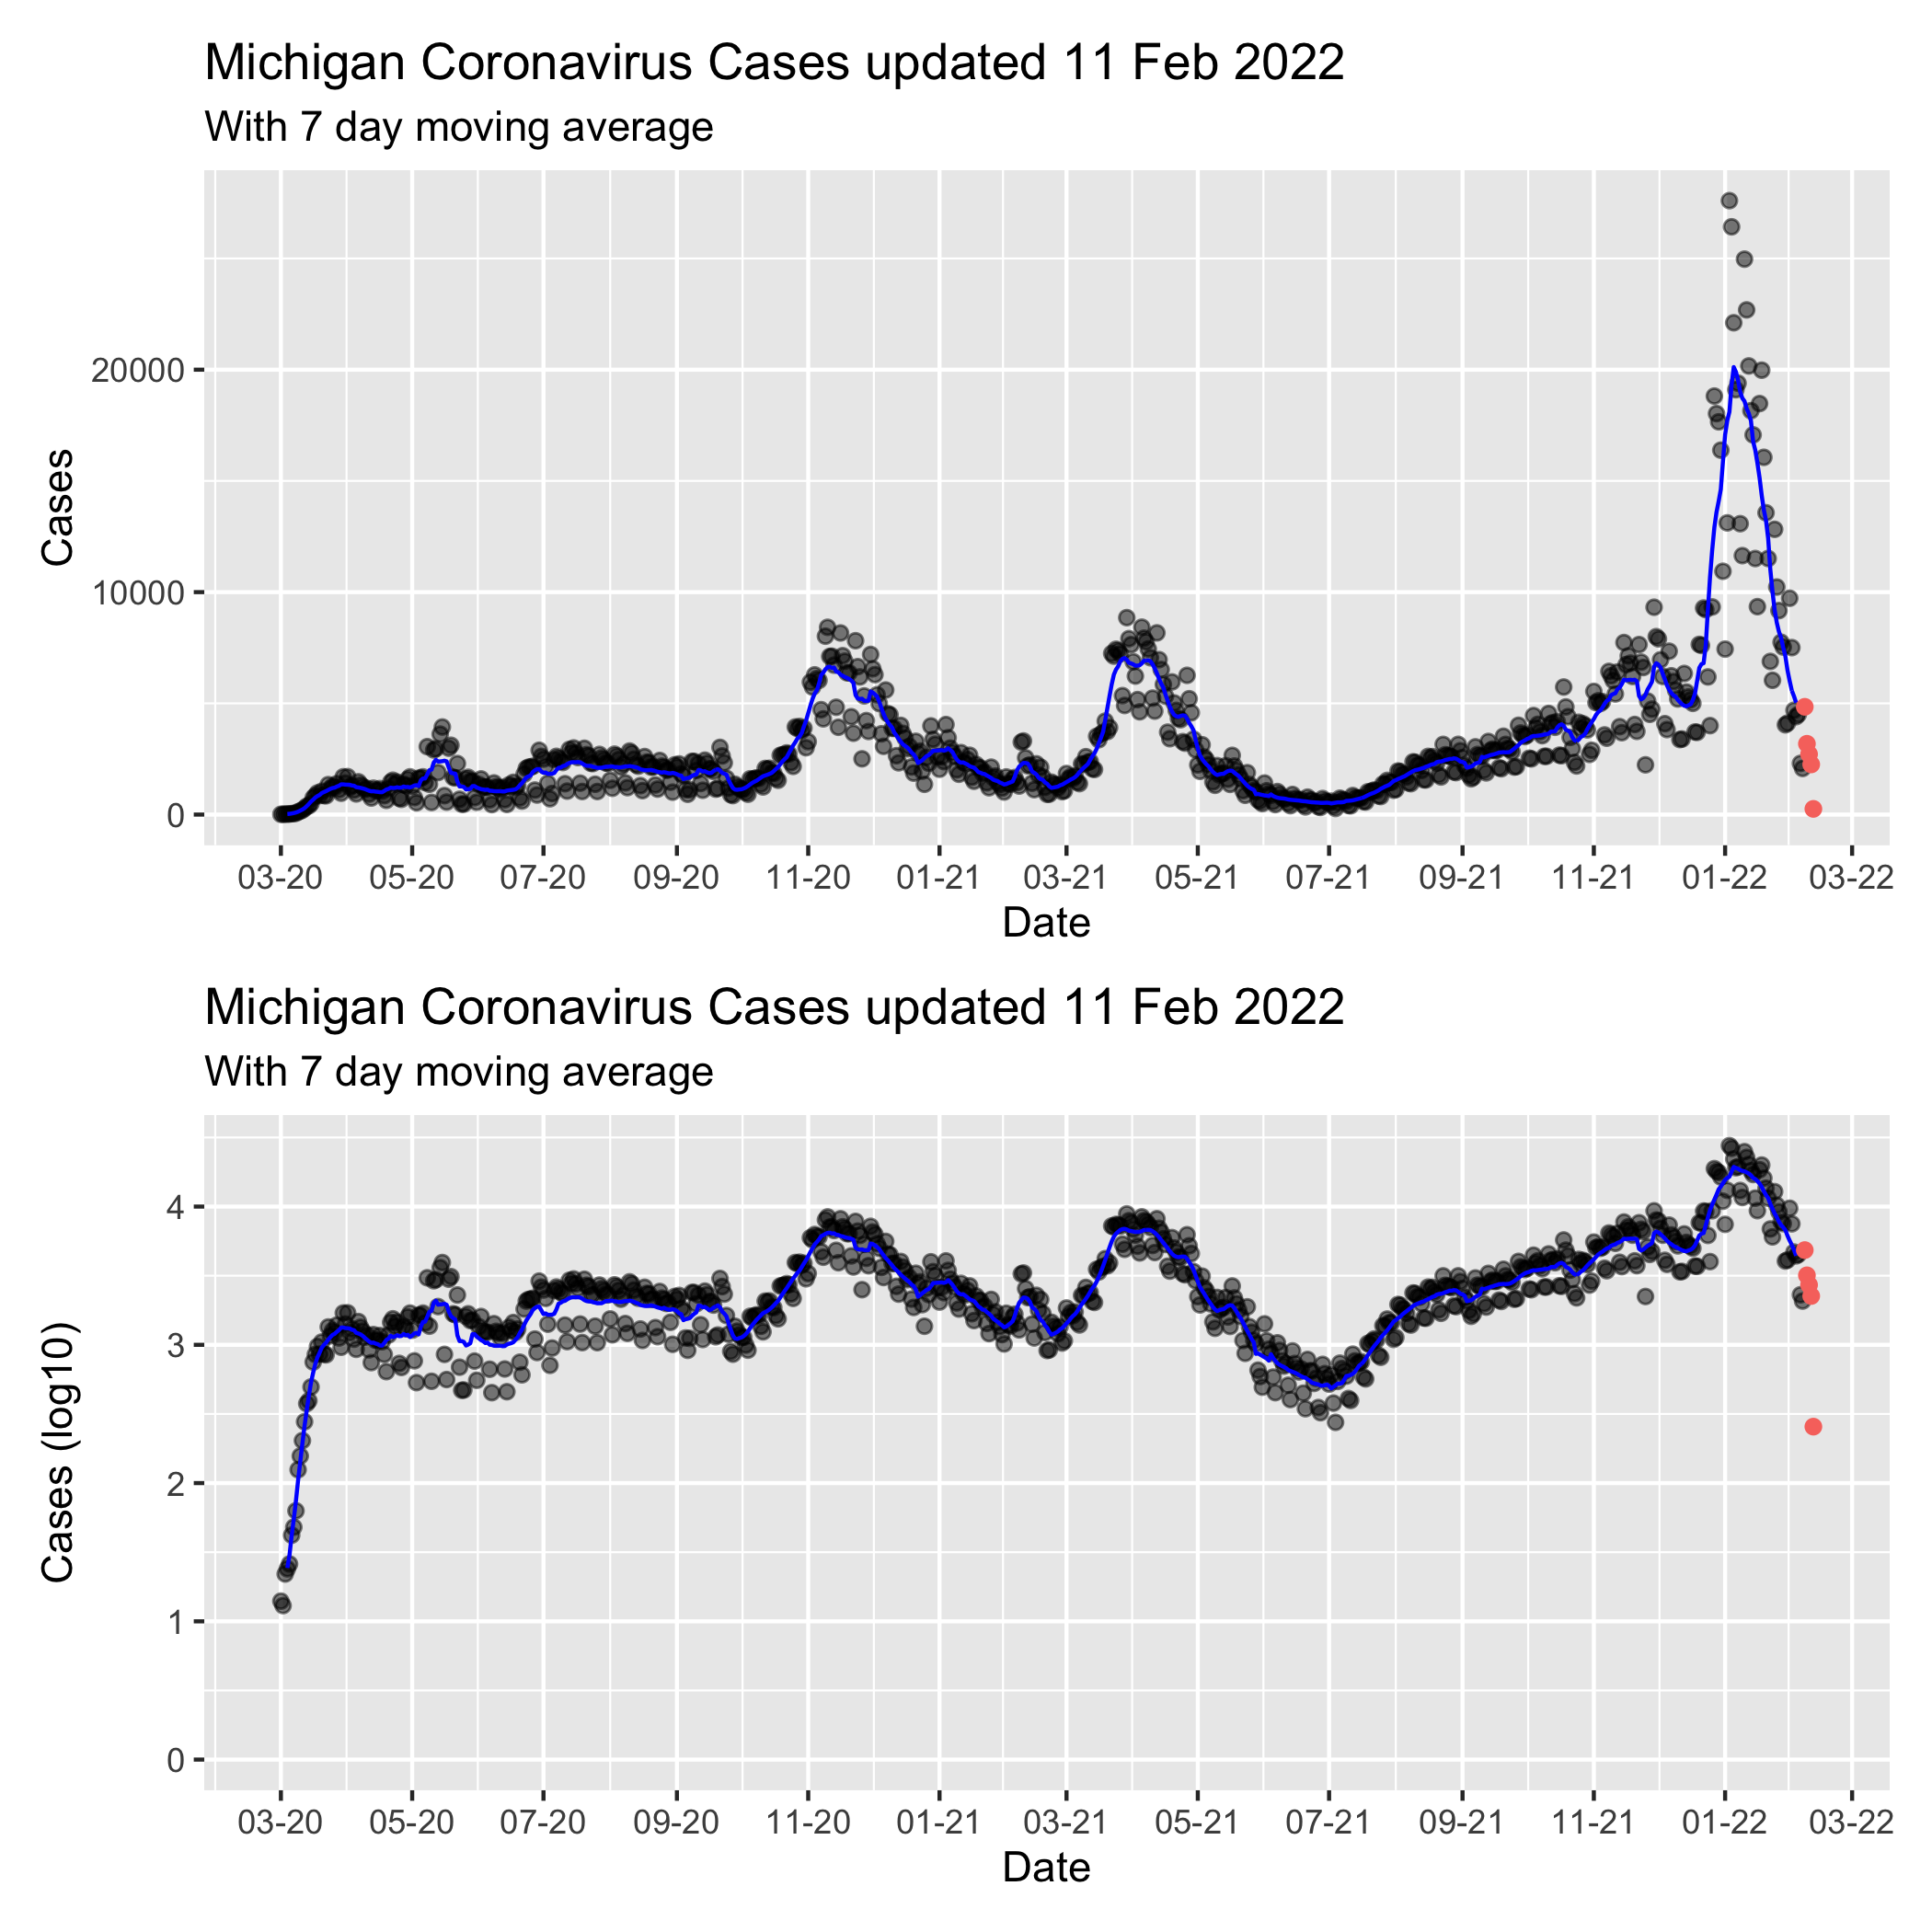 Michigan Coronavirus Cases updated 11 Feb 2022
With 7 day moving average
Cases
20000
10000
0
03-20 05-20 07-20 09-20 11-20 01-21 03-21 05-21 07-21 09-21 11-21 01-22 03-22
Date
Michigan Coronavirus Cases updated 11 Feb 2022
With 7 day moving average
Cases (log10)
4
3
2
1
0
03-20 05-20 07-20 09-20 11-20 01-21 03-21 05-21 07-21 09-21 11-21 01-22 03-22
Date